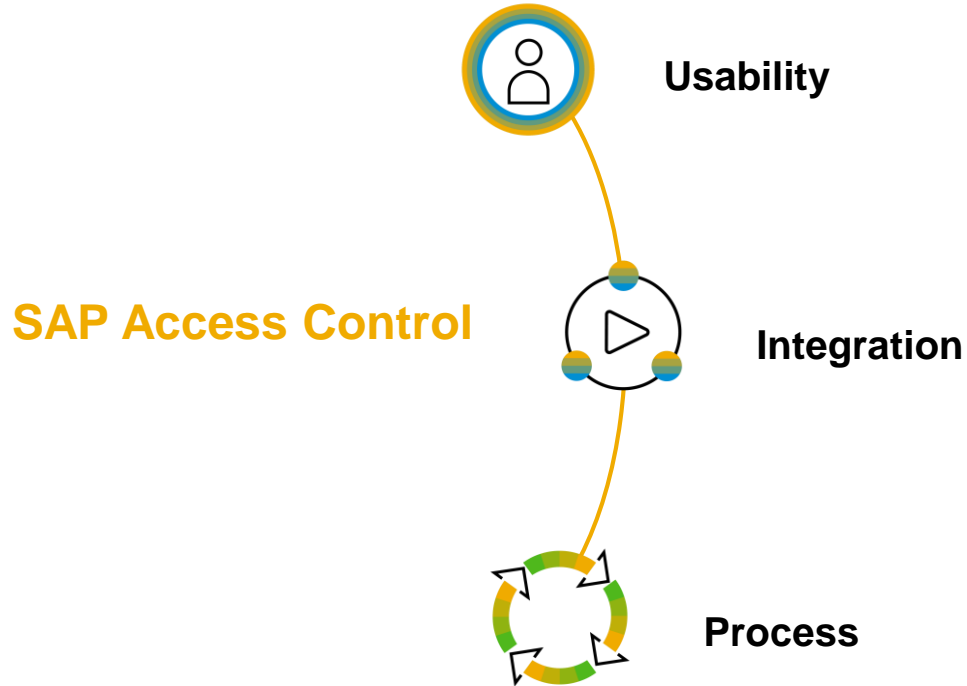 Usability
SAP Access Control
Integration
Process